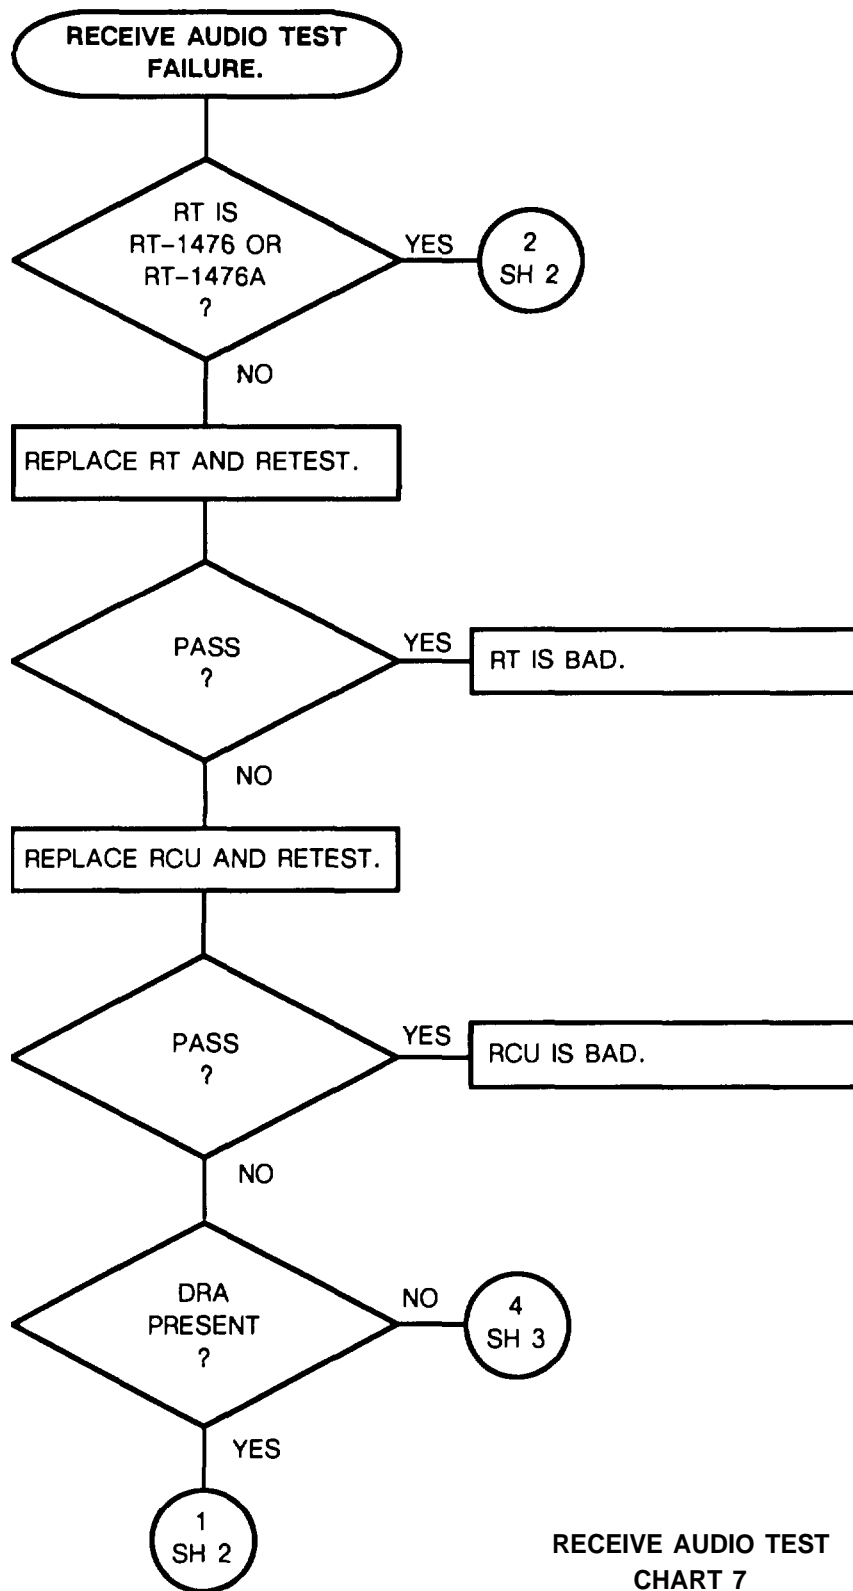 RECEIVE AUDIO TEST
FAILURE.
RT IS
RT-1476 OR
RT-1476A
?
YES
2
SH 2
NO
REPLACE RT AND RETEST.
PASS
?
YES
RT IS BAD.
NO
REPLACE RCU AND RETEST.
PASS
?
YES
RCU IS BAD.
NO
DRA
PRESENT
?
NO
4
SH 3
YES
1
SH 2
RECEIVE AUDIO TEST
CHART 7